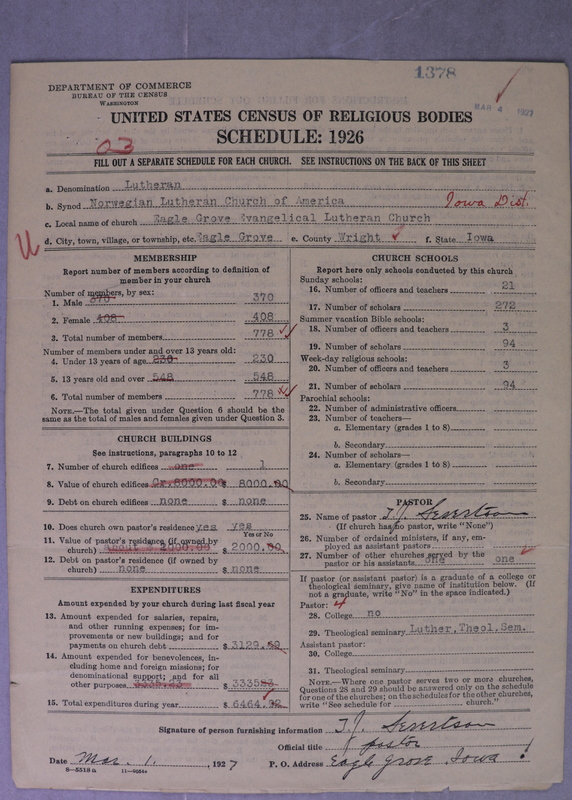 1378
DEPARTMENT OF COMMERCE
BUREAU OF THE CENSUS
WASHINGTON
MAR 4 1927
UNITED STATES CENSUS OF RELIGIOUS BODIES
SCHEDULE: 1926
03
FILL OUT A SEPARATE SCHEDULE FOR EACH CHURCH. SEE INSTRUCTIONS ON THE BACK OF THIS SHEET
a. Denomination Lutheran
b. Synod Norwegian Lutheran Church of America Iowa Dist.
c. Local name of church Eagle Grove Evangelical Lutheran Church
d. City, town, village, or township, etc. Eagle Grove e. County Wright f. State Iowa
U
MEMBERSHIP
Report number of members according to definition of
member in your church
Number of members, by sex:
1. Male 370 370
2. Female 408 408
3. Total number of members 778
Number of members under and over 13 years old:
4. Under 13 years of age 230 230
5. 13 years old and over 548 548
6. Total number of members 778
NOTE.—The total given under Question 6 should be the
same as the total of males and females given under Question 3.
CHURCH BUILDINGS
See instructions, paragraphs 10 to 12
7. Number of church edifices one 1
8. Value of church edifices 8000.00 $ 8000.00
9. Debt on church edifices none $ none
10. Does church own pastor's residence yes yes
Yes or No
11. Value of pastor's residence (if owned by
church) About $ 2000.00 $ 2000.00
12. Debt on pastor's residence (if owned by
church) none $ none
EXPENDITURES
Amount expended by your church during last fiscal year
13. Amount expended for salaries, repairs,
and other running expenses; for im-
provements or new buildings; and for
payments on church debt $ 3129.
14. Amount expended for benevolences, in-
cluding home and foreign missions; for
denominational support; and for all
other purposes $ 3335
15. Total expenditures during year $ 6464.
CHURCH SCHOOLS
Report here only schools conducted by this church
Sunday schools:
16. Number of officers and teachers 21
17. Number of scholars 272
Summer vacation Bible schools:
18. Number of officers and teachers 3
19. Number of scholars 94
Week-day religious schools:
20. Number of officers and teachers 3
21. Number of scholars 94
Parochial schools:
22. Number of administrative officers
23. Number of teachers—
a. Elementary (grades 1 to 8)
b. Secondary
24. Number of scholars—
a. Elementary (grades 1 to 8)
b. Secondary
PASTOR
25. Name of pastor T. J. Severtson
(If church has no pastor, write "None")
26. Number of ordained ministers, if any, em-
ployed as assistant pastors
27. Number of other churches served by the
pastor or his assistants one one
If pastor (or assistant pastor) is a graduate of a college or
theological seminary, give name of institution below. (If
not a graduate, write "No" in the space indicated.)
Pastor: 4
28. College no
29. Theological seminary Luther. Theol. Sem.
Assistant pastor:
30. College
31. Theological seminary
NOTE.—Where one pastor serves two or more churches,
Questions 28 and 29 should be answered only on the schedule
for one of the churches; on the schedules for the other churches,
write "See schedule for church."
Signature of person furnishing information T. J. Severtson
Official title pastor
Date Mar. 1. , 1927 P. O. Address Eagle Grove, Iowa
8—5518a 11—9084